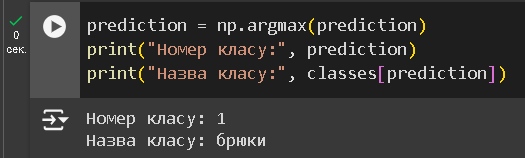 0
сек.
prediction = np.argmax(prediction)
print("Номер класу:", prediction)
print("Назва класу:", classes[prediction])
Номер класу: 1
Назва класу: брюки